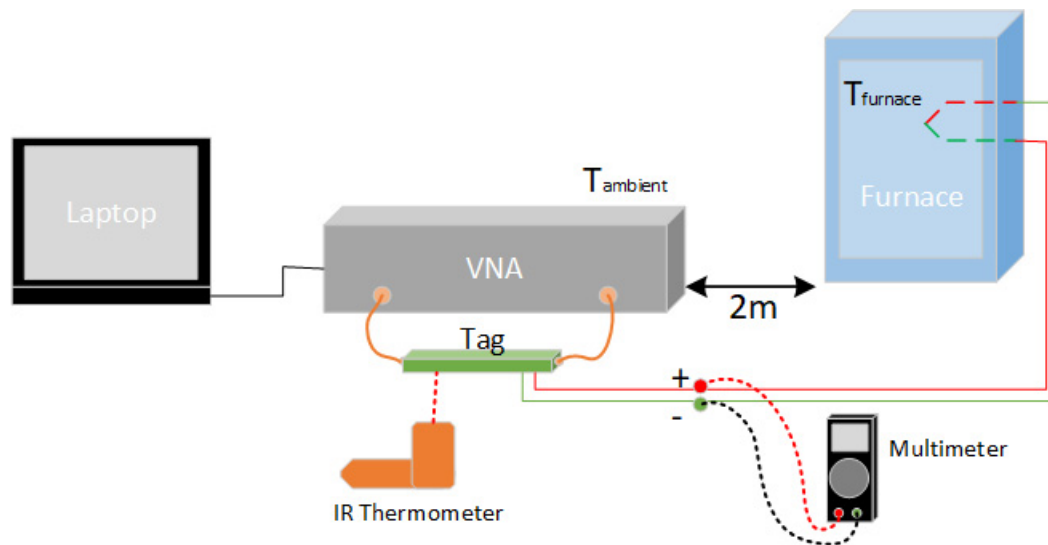 Tfurnace
Laptop
Furnace
Tambient
VNA
2m
Tag
+
-
Multimeter
IR Thermometer